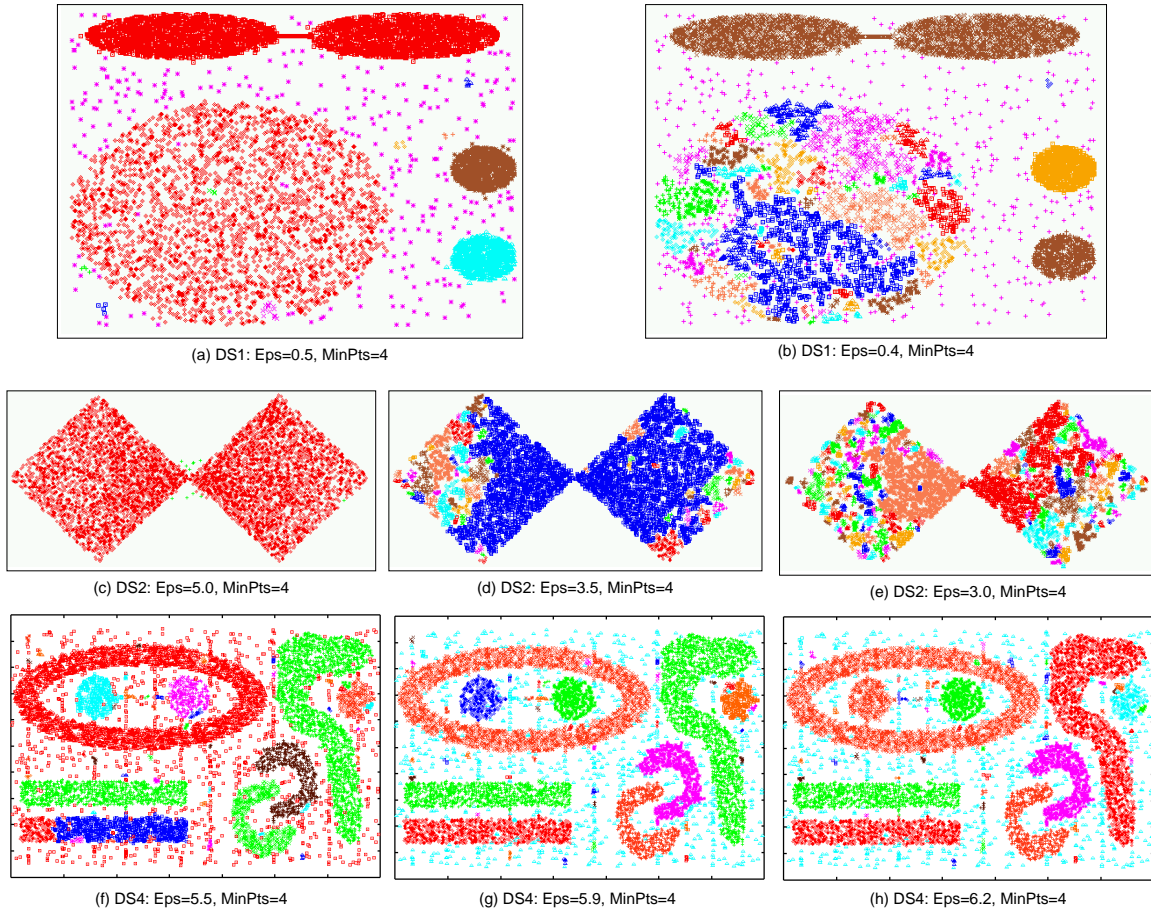 (a) DS1: Eps=0.5, MinPts=4
(b) DS1: Eps=0.4, MinPts=4
(c) DS2: Eps=5.0, MinPts=4
(d) DS2: Eps=3.5, MinPts=4
(e) DS2: Eps=3.0, MinPts=4
(f) DS4: Eps=5.5, MinPts=4
(g) DS4: Eps=5.9, MinPts=4
(h) DS4: Eps=6.2, MinPts=4